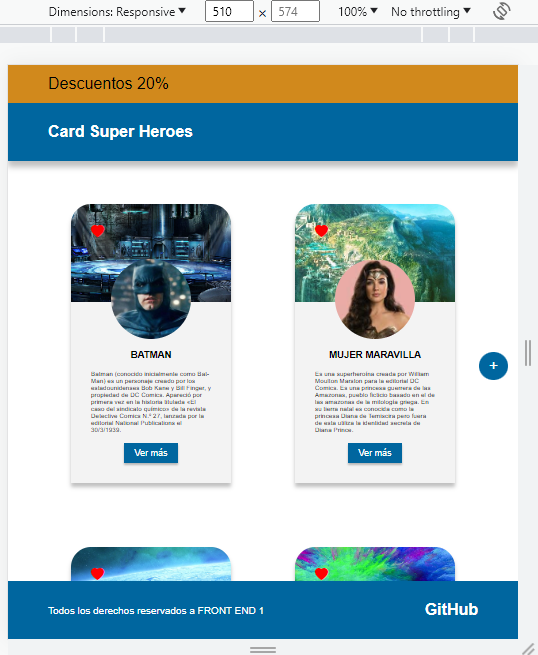 Dimensions: Responsive
510
×
574
100%
No throttling
Descuentos 20%
Card Super Heroes
BATMAN
Batman (conocido inicialmente como Bat-
Man) es un personaje creado por los
estadounidenses Bob Kane y Bill Finger, y
propiedad de DC Comics. Apareció por
primera vez en la historia titulada «El
caso del sindicato químico» de la revista
Detective Comics N.º 27, lanzada por la
editorial National Publications el
30/3/1939.
Ver más
MUJER MARAVILLA
Es una superheroína creada por William
Moulton Marston para la editorial DC
Comics. Es una princesa guerrera de las
Amazonas, pueblo ficticio basado en el de
las amazonas de la mitología griega. En
su tierra natal es conocida como la
princesa Diana de Temiscira pero fuera
de esta utiliza la identidad secreta de
Diana Prince.
Ver más
+
Todos los derechos reservados a FRONT END 1
GitHub